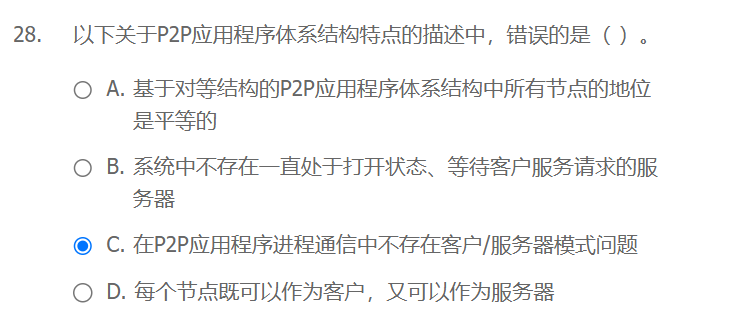 28. 以下关于P2P应用程序体系结构特点的描述中，错误的是（ ）。
A. 基于对等结构的P2P应用程序体系结构中所有节点的地位
是平等的
B. 系统中不存在一直处于打开状态、等待客户服务请求的服
务器
C. 在P2P应用程序进程通信中不存在客户/服务器模式问题
D. 每个节点既可以作为客户，又可以作为服务器